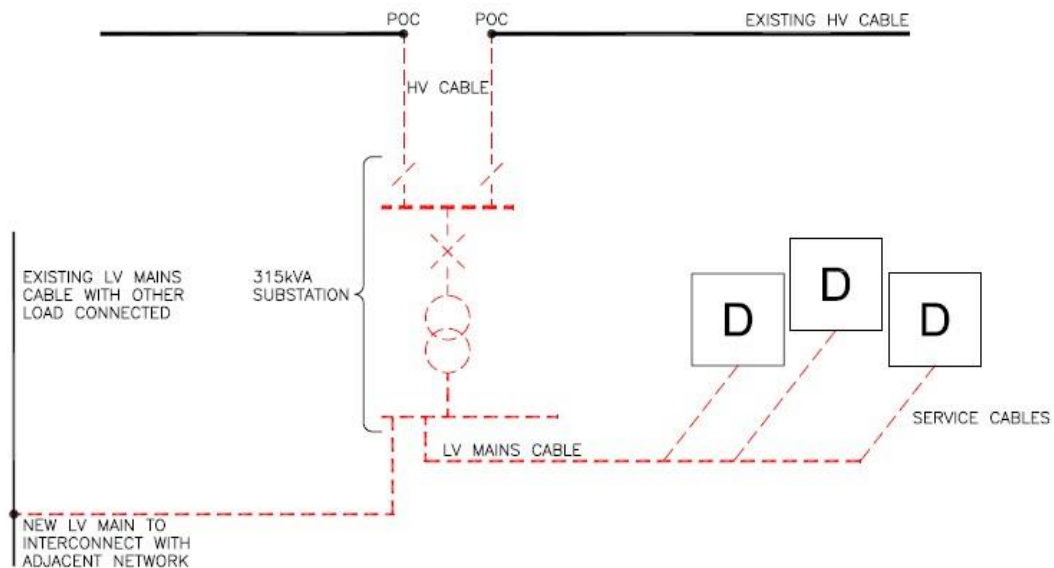 POC
POC
EXISTING HV CABLE
HV CABLE
EXISTING LV MAINS
CABLE WITH OTHER
LOAD CONNECTED
315kVA
SUBSTATION
D
D
D
SERVICE CABLES
LV MAINS CABLE
NEW LV MAIN TO
INTERCONNECT WITH
ADJACENT NETWORK